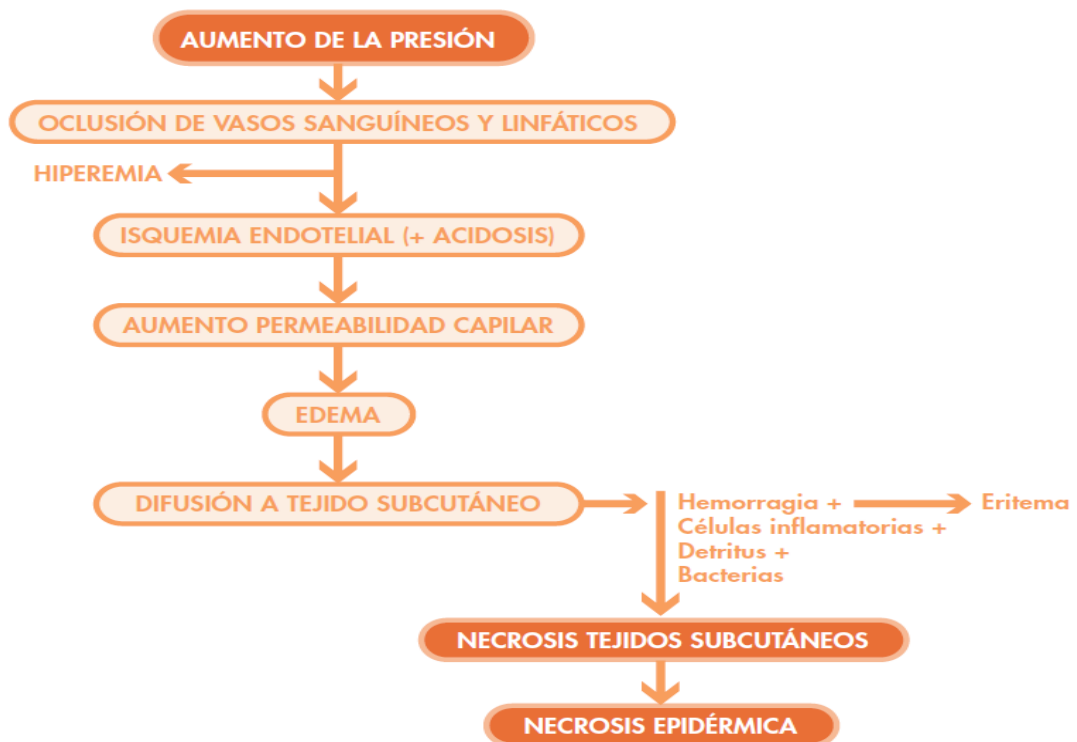 AUMENTO DE LA PRESIÓN
OCLUSIÓN DE VASOS SANGUÍNEOS Y LINFÁTICOS
HIPEREMIA
ISQUEMIA ENDOTELIAL (+ ACIDOSIS)
AUMENTO PERMEABILIDAD CAPILAR
EDEMA
DIFUSIÓN A TEJIDO SUBCUTÁNEO
Hemorragia +
Eritema
Células inflamatorias +
Detritus +
Bacterias
NECROSIS TEJIDOS SUBCUTÁNEOS
NECROSIS EPIDÉRMICA